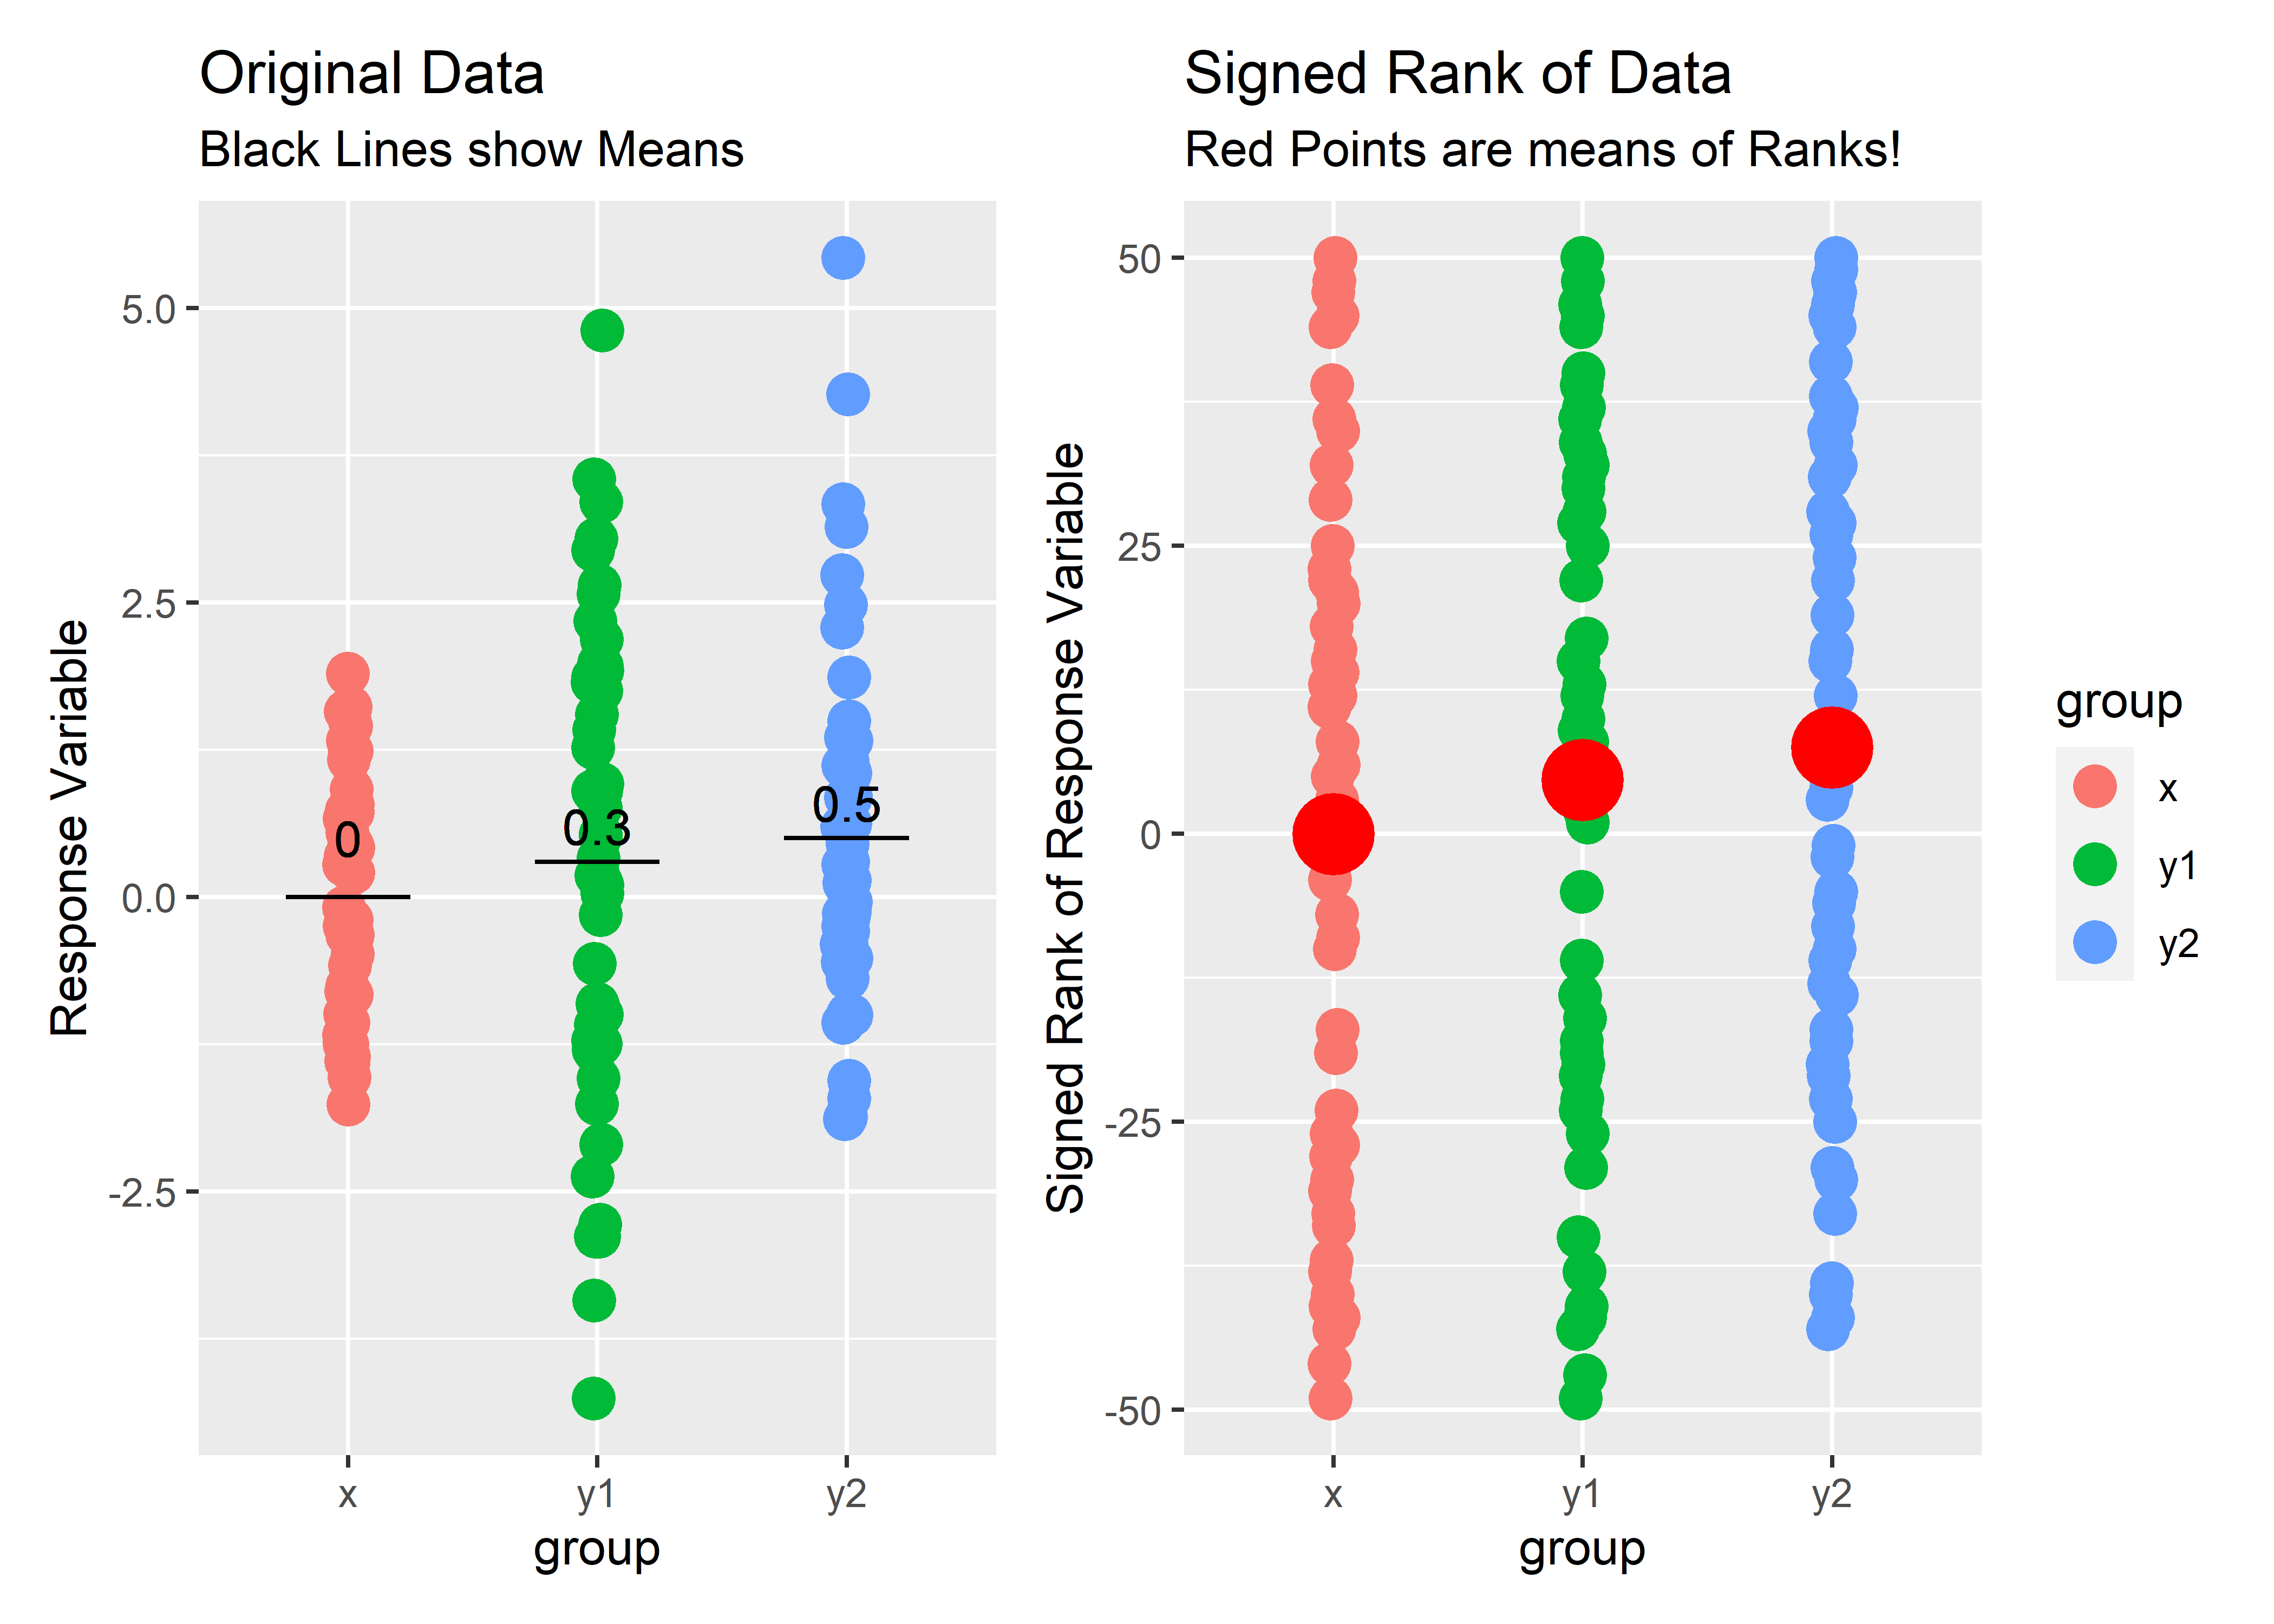 Original Data
Black Lines show Means
Response Variable
5.0
2.5
0.0
-2.5
0
0.3
0.5
x
y1
y2
group
Signed Rank of Data
Red Points are means of Ranks!
Signed Rank of Response Variable
50
25
0
-25
-50
x
y1
y2
group
group
x
y1
y2